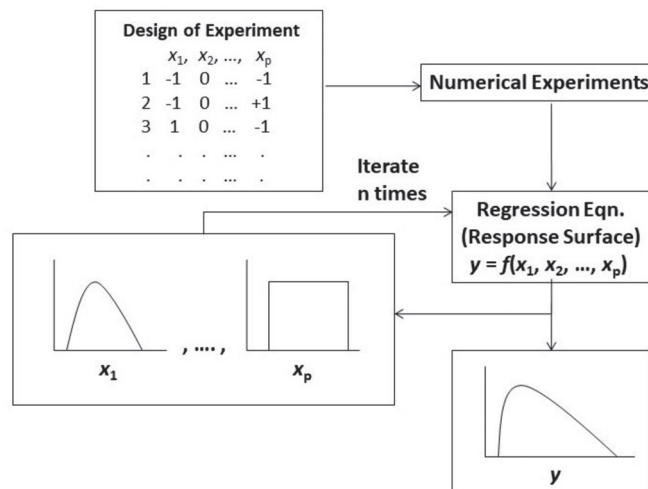 Design of Experiment
x1, x2, ..., xp
1 -1 0 ... -1
2 -1 0 ... +1
3 1 0 ... -1
. . . ... .
. . . ... .
Numerical Experiments
Iterate
n times
Regression Eqn.
(Response Surface)
y = f(x1, x2, ..., xp)
, .... ,
x1
xp
y